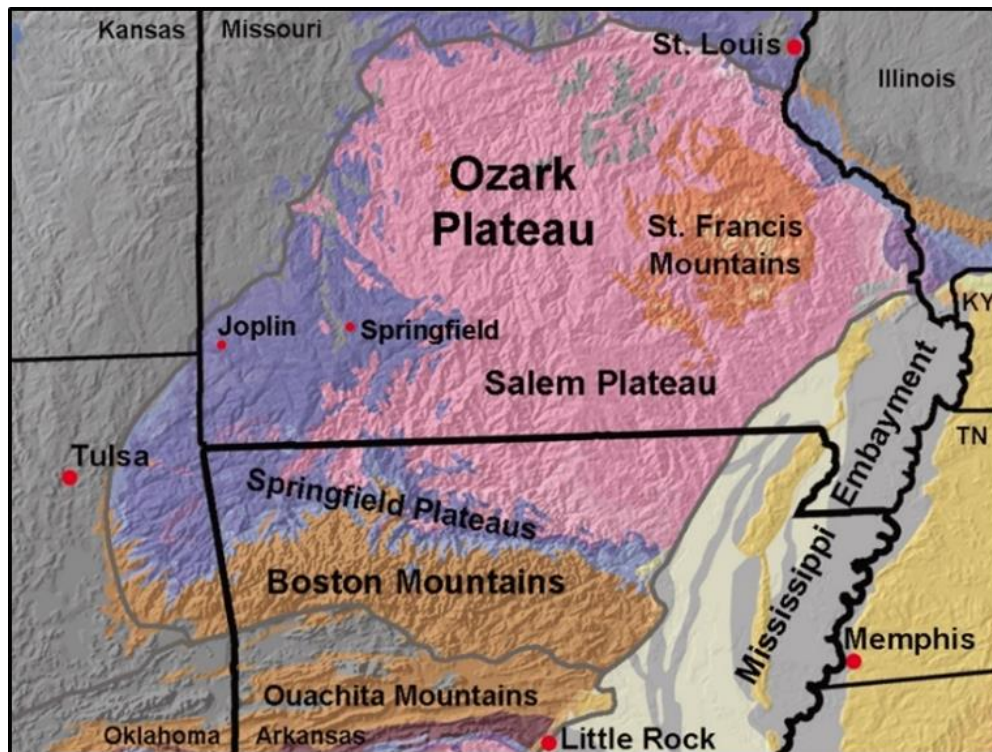 Kansas
Missouri
St. Louis
Illinois
Ozark
Plateau
St. Francis
Mountains
Joplin
Springfield
KY
Salem Plateau
Embayment
TN
Tulsa
Springfield Plateaus
Boston Mountains
Mississippi
Memphis
Ouachita Mountains
Oklahoma
Arkansas
Little Rock